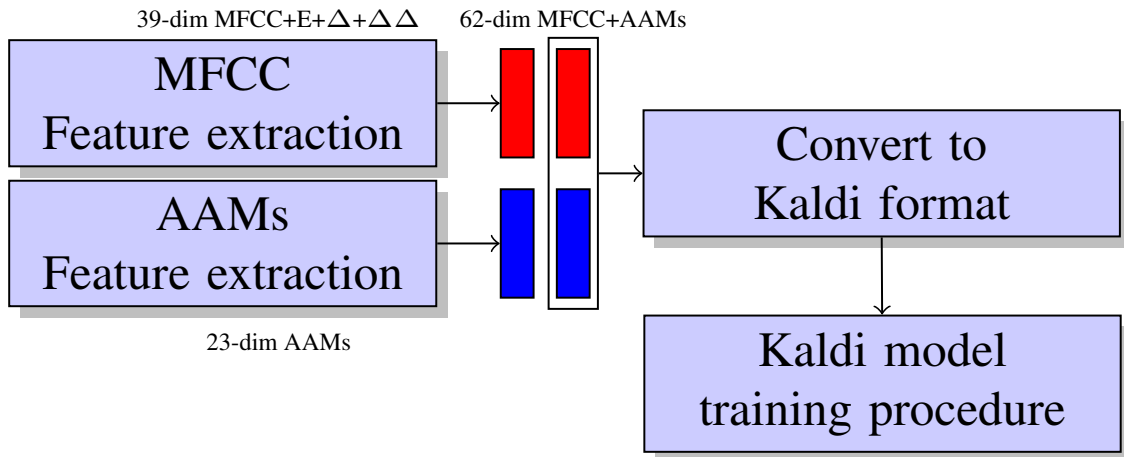 39-dim MFCC+E+Δ+ΔΔ
62-dim MFCC+AAMs
MFCC
Feature extraction
AAMs
Feature extraction
23-dim AAMs
Convert to
Kaldi format
Kaldi model
training procedure